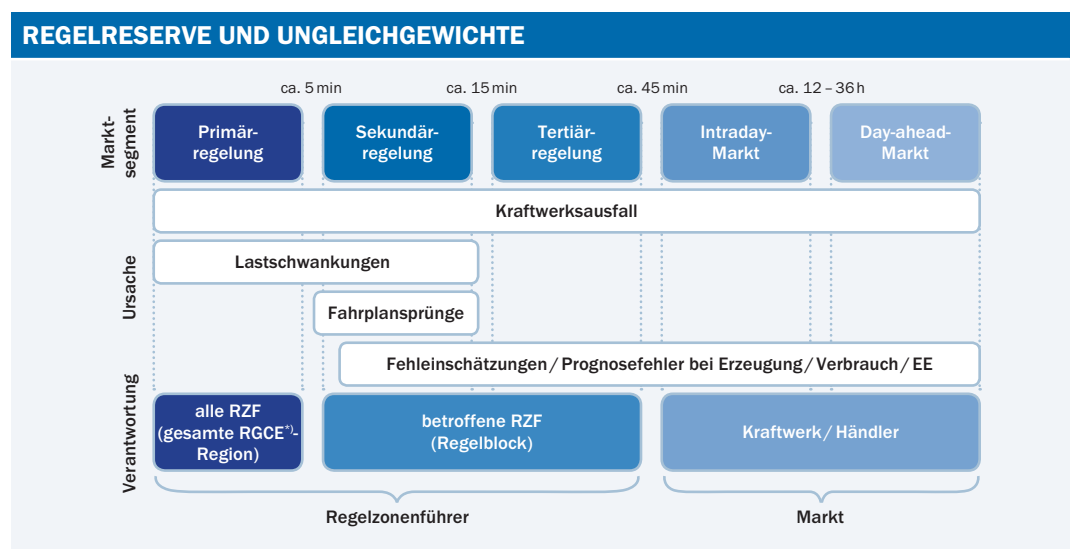 REGELRESERVE UND UNGLEICHGEWICHTE
ca. 5 min
ca. 15 min
ca. 45 min
ca. 12 – 36 h
Markt-
segment
Primär-
regelung
Sekundär-
regelung
Tertiär-
regelung
Intraday-
Markt
Day-ahead-
Markt
Kraftwerksausfall
Ursache
Lastschwankungen
Fahrplansprünge
Fehleinschätzungen / Prognosefehler bei Erzeugung / Verbrauch / EE
Verantwortung
alle RZF
(gesamte RGCE*)-
Region)
betroffene RZF
(Regelblock)
Kraftwerk / Händler
Regelzonenführer
Markt